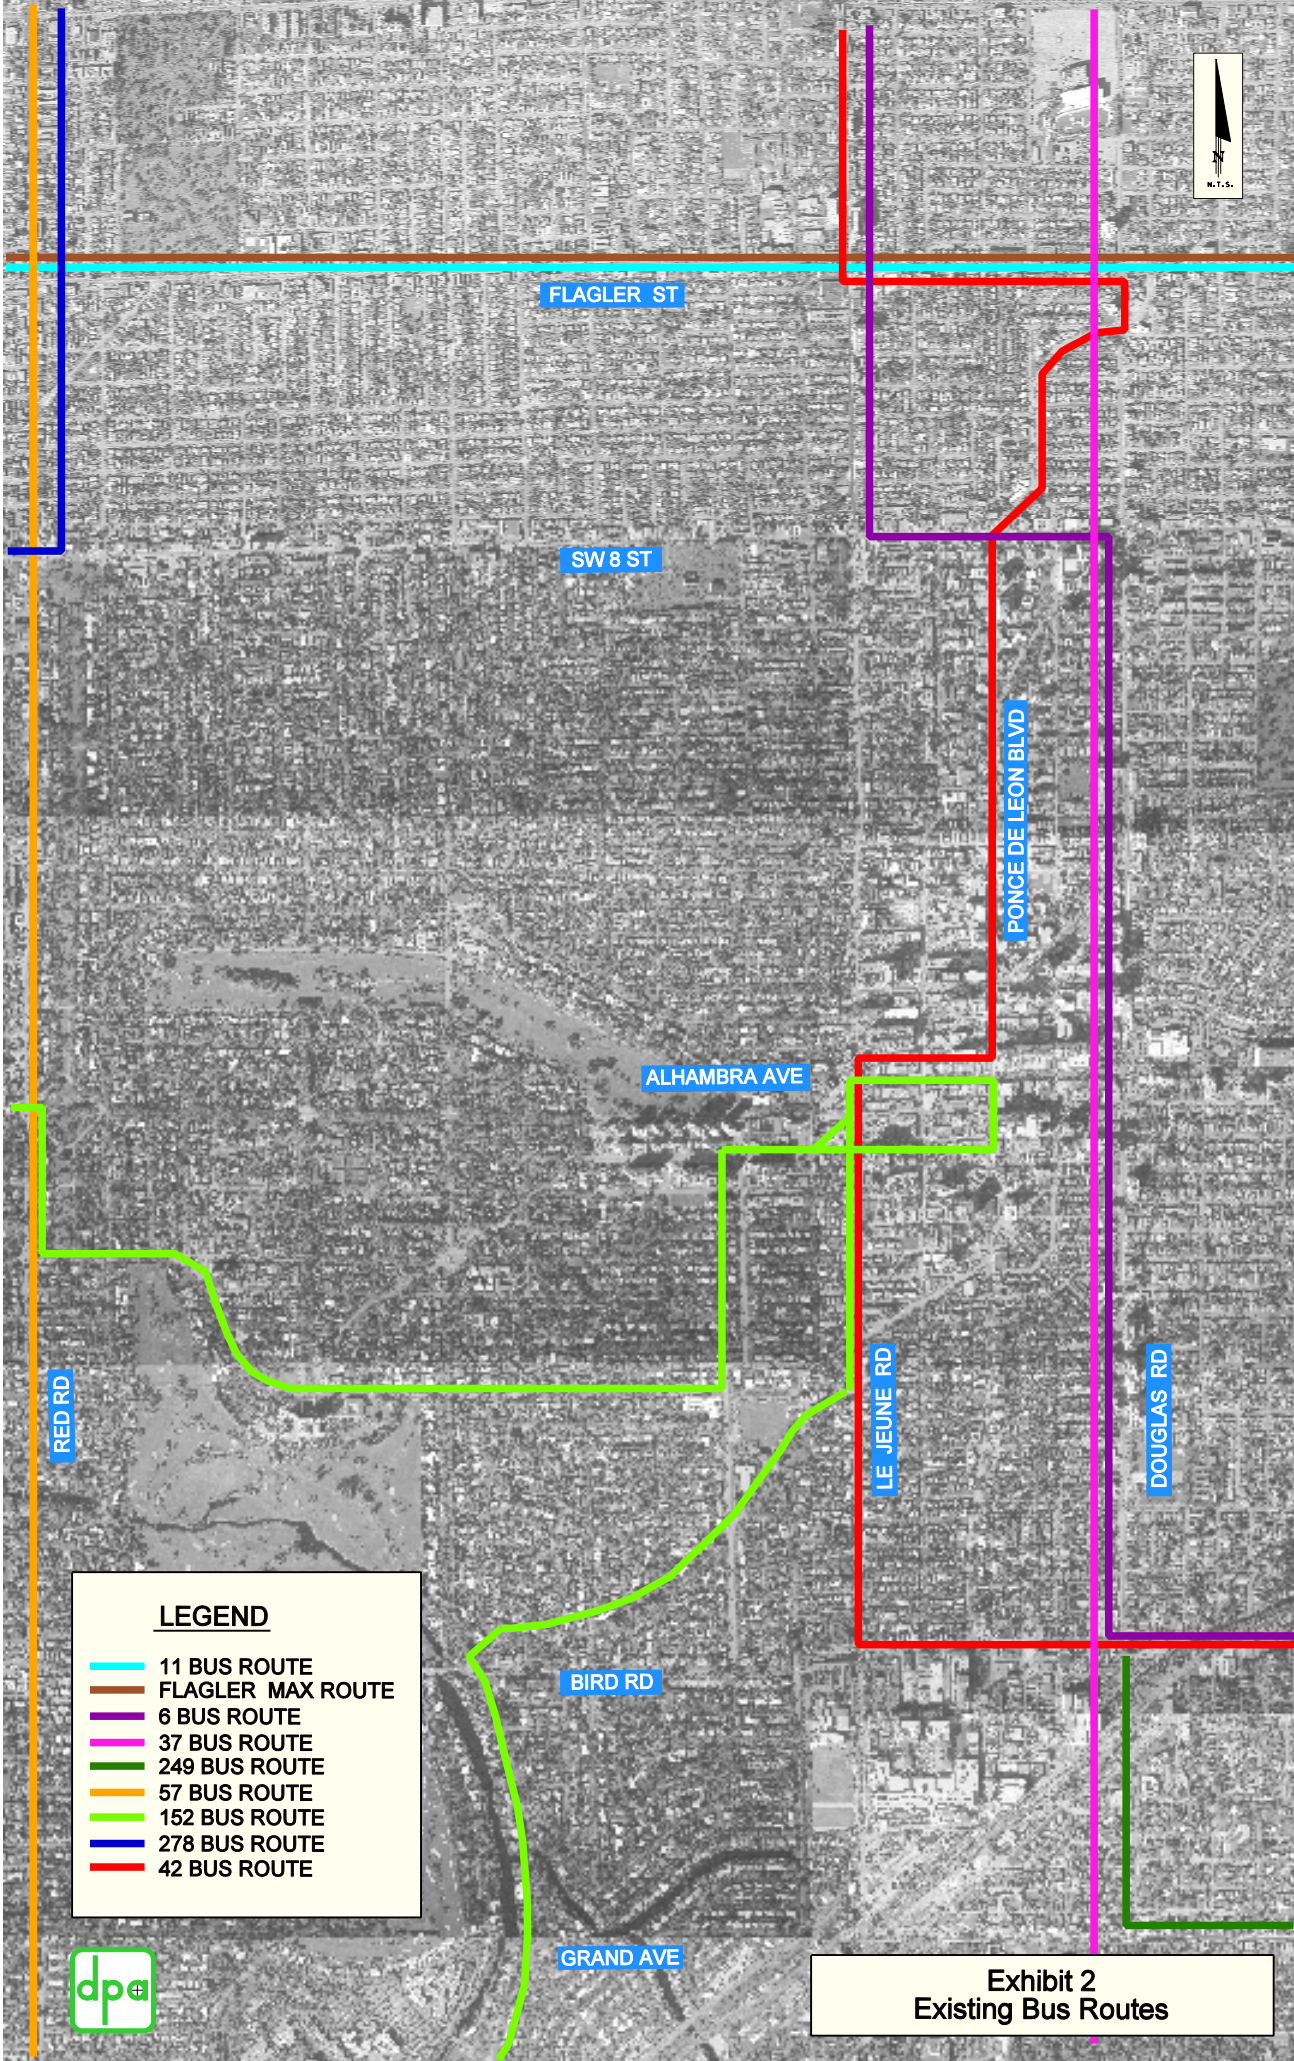 N
N.T.S.
FLAGLER ST
SW 8 ST
PONCE DE LEON BLVD
ALHAMBRA AVE
RED RD
LE JEUNE RD
DOUGLAS RD
BIRD RD
GRAND AVE
LEGEND
11 BUS ROUTE
FLAGLER MAX ROUTE
6 BUS ROUTE
37 BUS ROUTE
249 BUS ROUTE
57 BUS ROUTE
152 BUS ROUTE
278 BUS ROUTE
42 BUS ROUTE
dpa
Exhibit 2
Existing Bus Routes